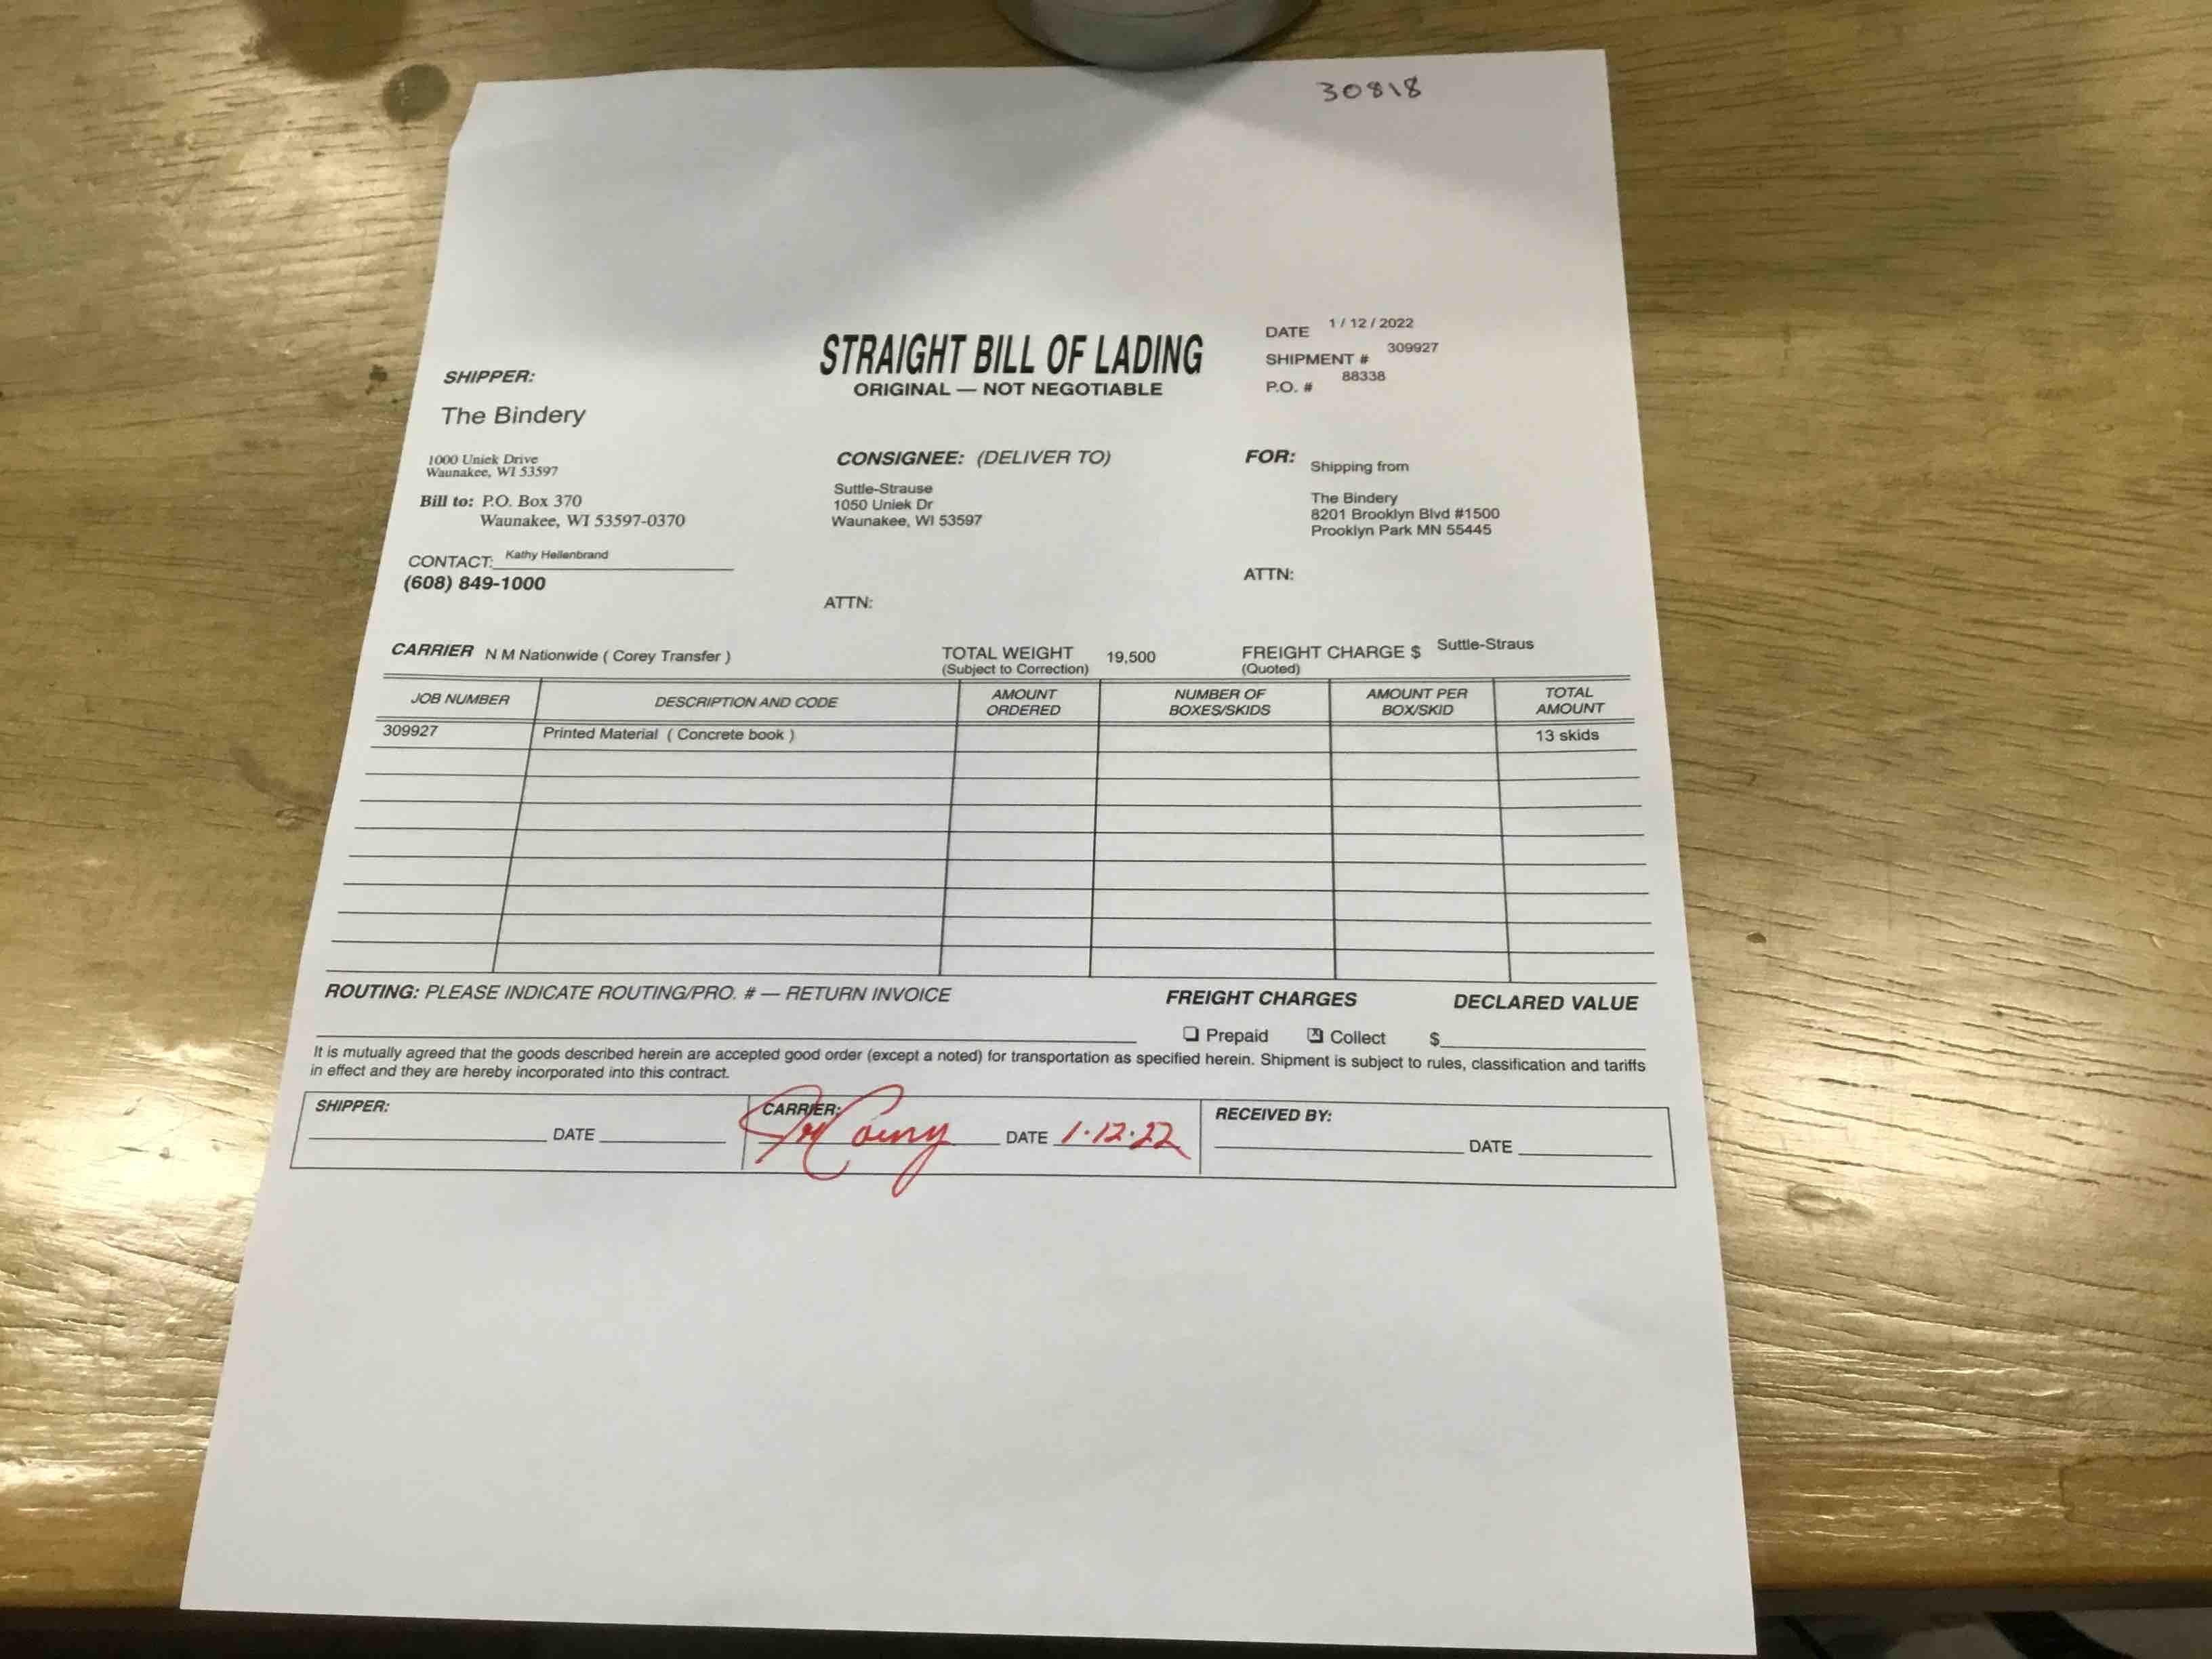 30818
STRAIGHT BILL OF LADING
ORIGINAL — NOT NEGOTIABLE
DATE 1 / 12 / 2022
SHIPMENT # 309927
P.O. # 88338
SHIPPER:
The Bindery
1000 Uniek Drive
Waunakee, WI 53597
Bill to: P.O. Box 370
Waunakee, WI 53597-0370
CONTACT: Kathy Hellenbrand
(608) 849-1000
CONSIGNEE: (DELIVER TO)
Suttle-Strause
1050 Uniek Dr
Waunakee, WI 53597
ATTN:
FOR: Shipping from
The Bindery
8201 Brooklyn Blvd #1500
Prooklyn Park MN 55445
ATTN:
CARRIER N M Nationwide ( Corey Transfer )
TOTAL WEIGHT 19,500
(Subject to Correction)
FREIGHT CHARGE $ Suttle-Straus
(Quoted)
JOB NUMBER DESCRIPTION AND CODE AMOUNT ORDERED NUMBER OF BOXES/SKIDS AMOUNT PER BOX/SKID TOTAL AMOUNT
309927 Printed Material ( Concrete book ) 13 skids
ROUTING: PLEASE INDICATE ROUTING/PRO. # — RETURN INVOICE
FREIGHT CHARGES DECLARED VALUE
Prepaid Collect $
It is mutually agreed that the goods described herein are accepted good order (except a noted) for transportation as specified herein. Shipment is subject to rules, classification and tariffs
in effect and they are hereby incorporated into this contract.
SHIPPER: CARRIER: RECEIVED BY:
DATE DATE 1·12·22 DATE